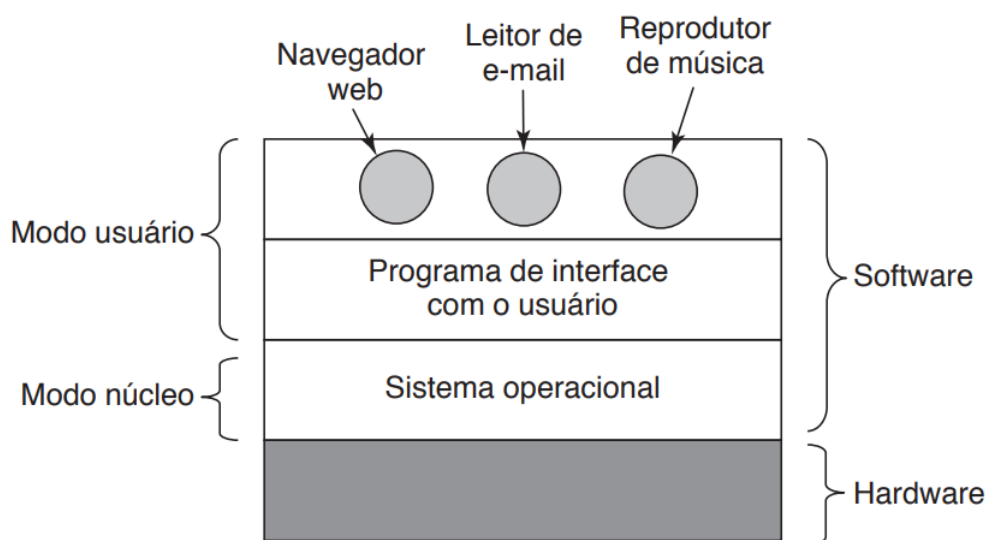 Navegador
web
Leitor de
e-mail
Reprodutor
de música
Modo usuário
Programa de interface
com o usuário
Software
Modo núcleo
Sistema operacional
Hardware